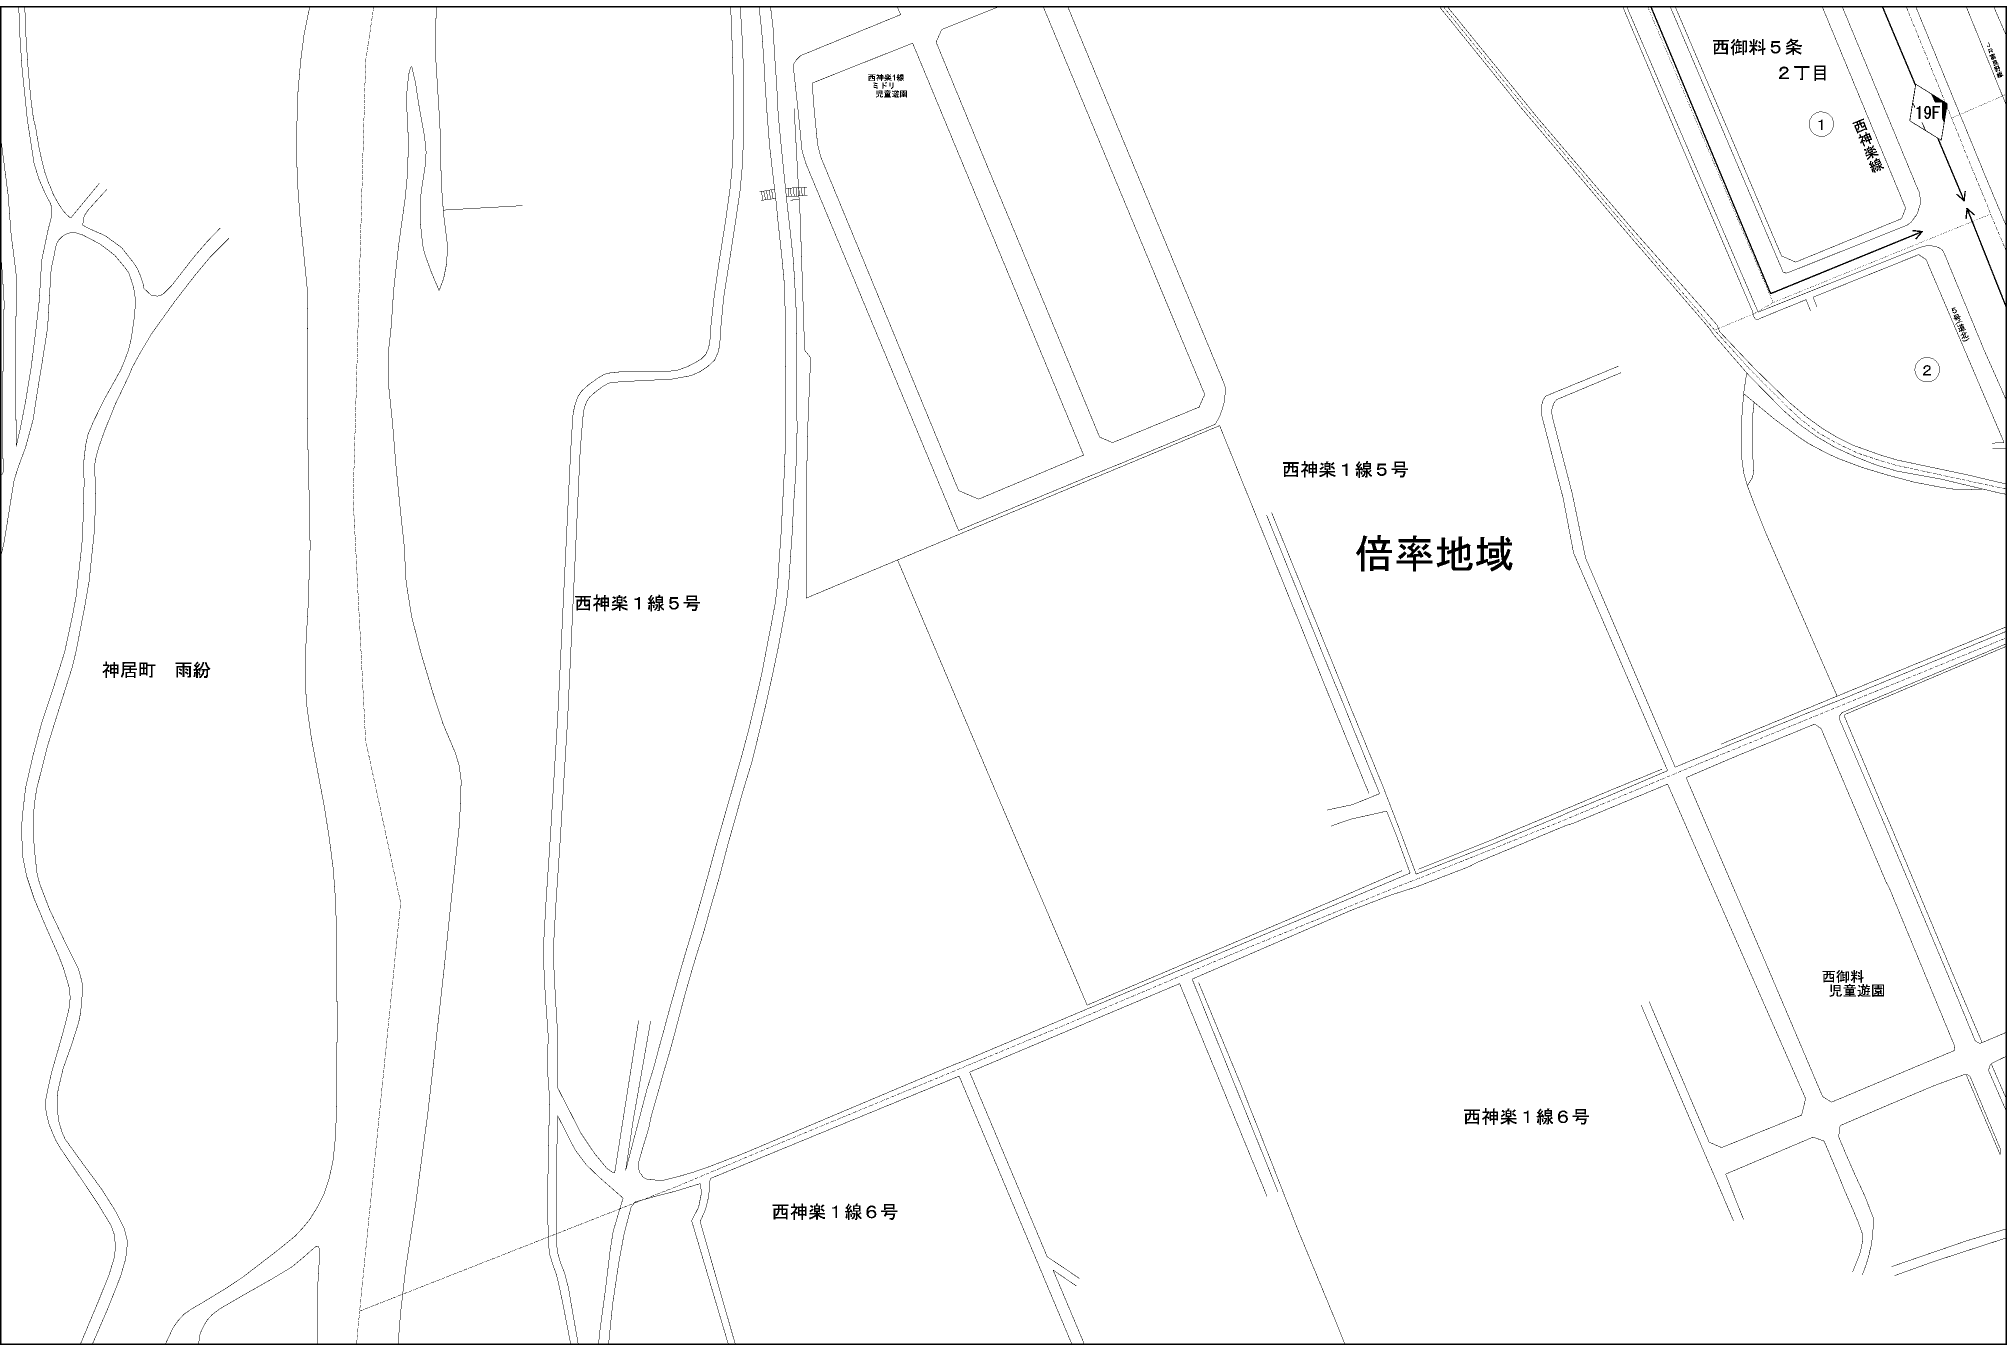 西御料５条
２丁目
西神楽1線
ミドリ
児童遊園
19F
1
西神楽線
2
西神楽１線５号
倍率地域
西神楽１線５号
神居町　雨紛
西御料
児童遊園
西神楽１線６号
西神楽１線６号